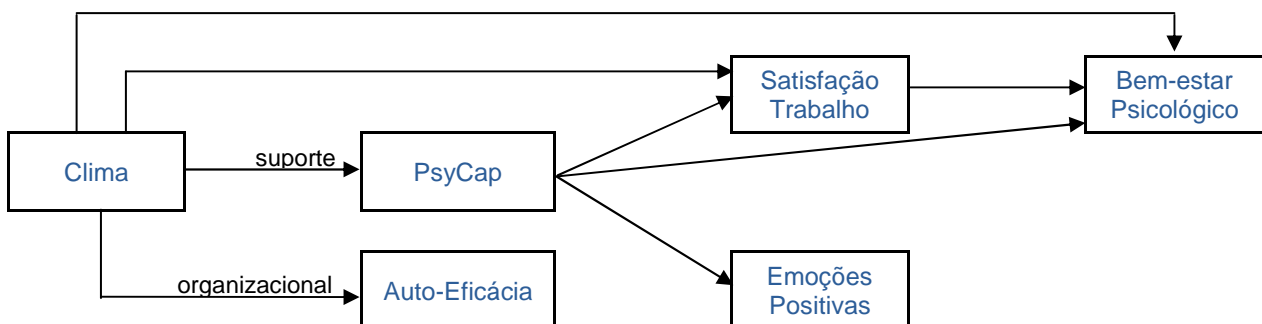 Satisfação
Trabalho
Bem-estar
Psicológico
Clima
suporte
PsyCap
organizacional
Auto-Eficácia
Emoções
Positivas